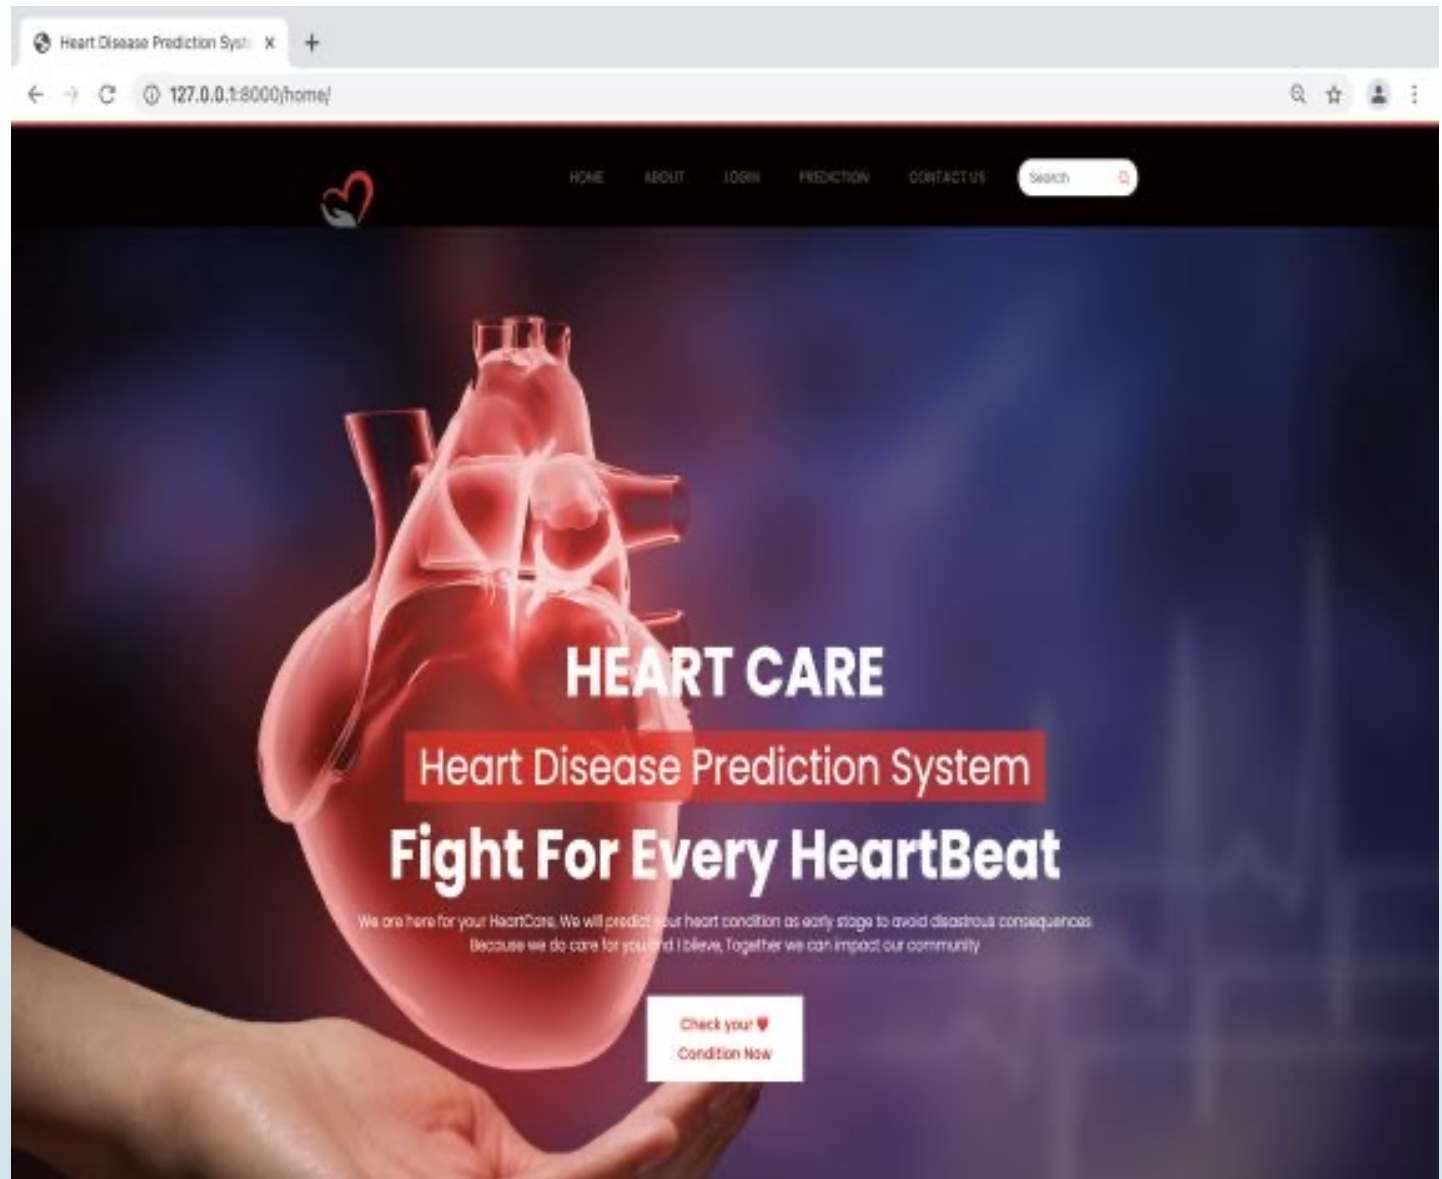 Heart Disease Prediction Syst
127.0.0.1:8000/home/
HOME ABOUT LOGIN PREDICTION CONTACT US Search
HEART CARE
Heart Disease Prediction System
Fight For Every HeartBeat
We are here for your HeartCare, We will predict your heart condition as early stage to avoid disastrous consequences
Because we do care for you and I blieve, Together we can impact our community
Check your
Condition Now